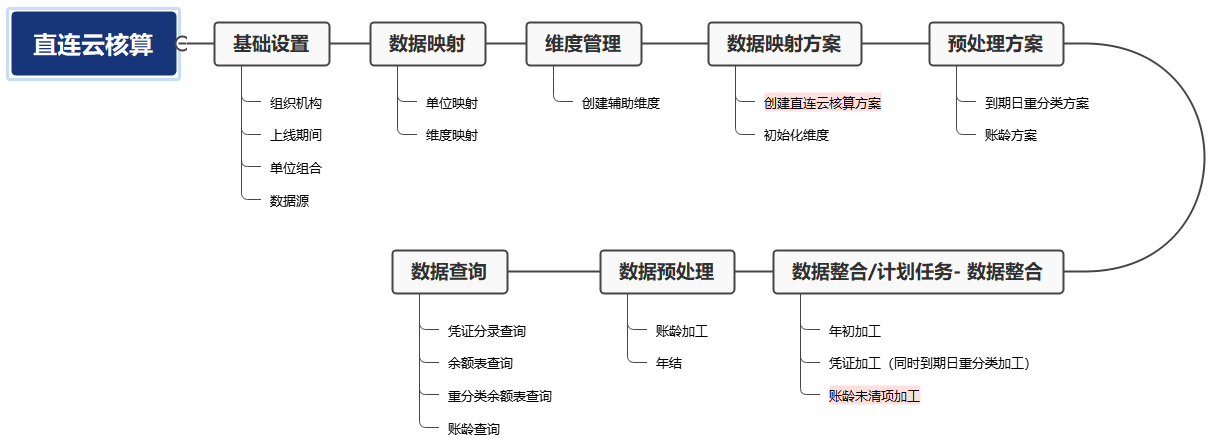 直连云核算
基础设置
组织机构
上线期间
单位组合
数据源
数据映射
单位映射
维度映射
维度管理
创建辅助维度
数据映射方案
创建直连云核算方案
初始化维度
预处理方案
到期日重分类方案
账龄方案
数据整合/计划任务- 数据整合
年初加工
凭证加工（同时到期日重分类加工）
账龄未清项加工
数据预处理
账龄加工
年结
数据查询
凭证分录查询
余额表查询
重分类余额表查询
账龄查询